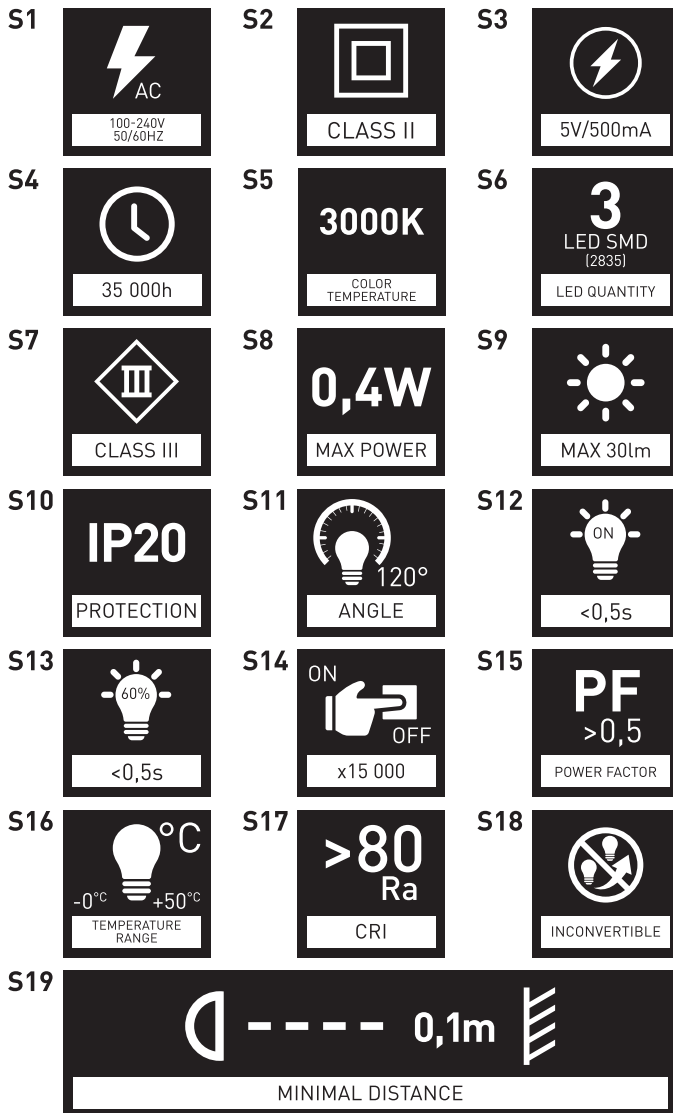 S1
AC
100-240V
50/60HZ
S2
CLASS II
S3
5V/500mA
S4
35 000h
S5
3000K
COLOR
TEMPERATURE
S6
3
LED SMD
(2835)
LED QUANTITY
S7
III
CLASS III
S8
0,4W
MAX POWER
S9
MAX 30lm
S10
IP20
PROTECTION
S11
120°
ANGLE
S12
ON
<0,5s
S13
60%
<0,5s
S14
ON
OFF
x15 000
S15
PF
>0,5
POWER FACTOR
S16
°C
-0°C +50°C
TEMPERATURE
RANGE
S17
>80
Ra
CRI
S18
INCONVERTIBLE
S19
0,1m
MINIMAL DISTANCE